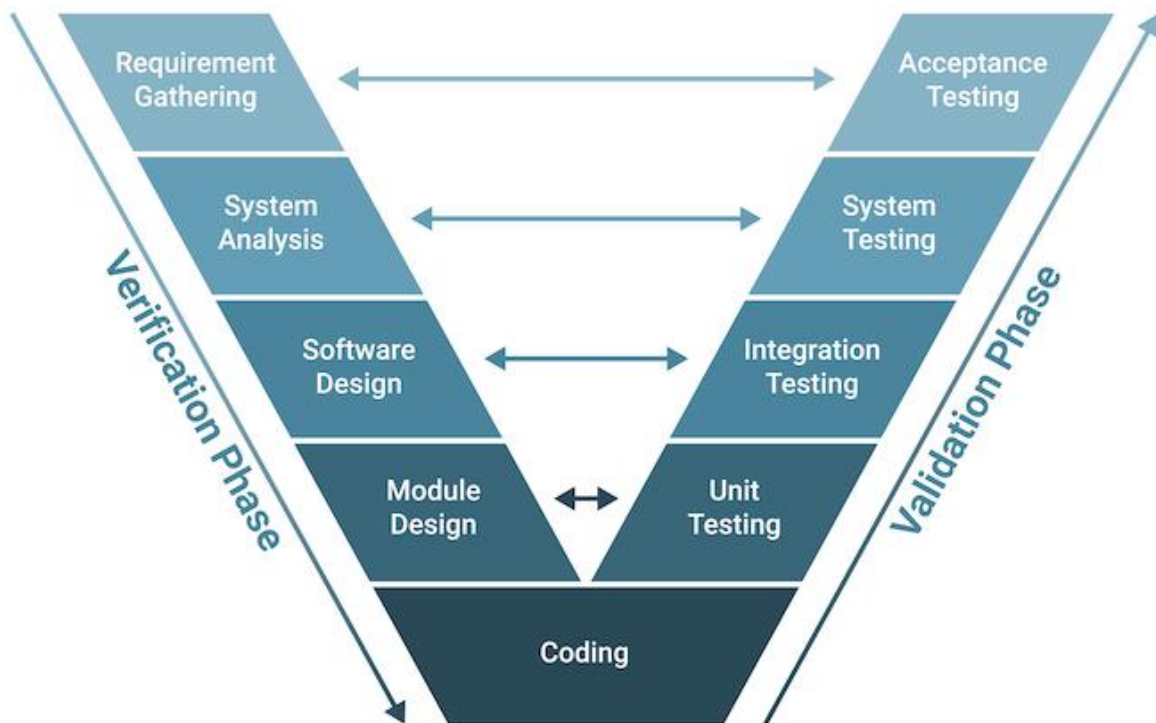 Requirement
Gathering
Acceptance
Testing
System
Analysis
System
Testing
Software
Design
Integration
Testing
Module
Design
Unit
Testing
Coding
Verification Phase
Validation Phase